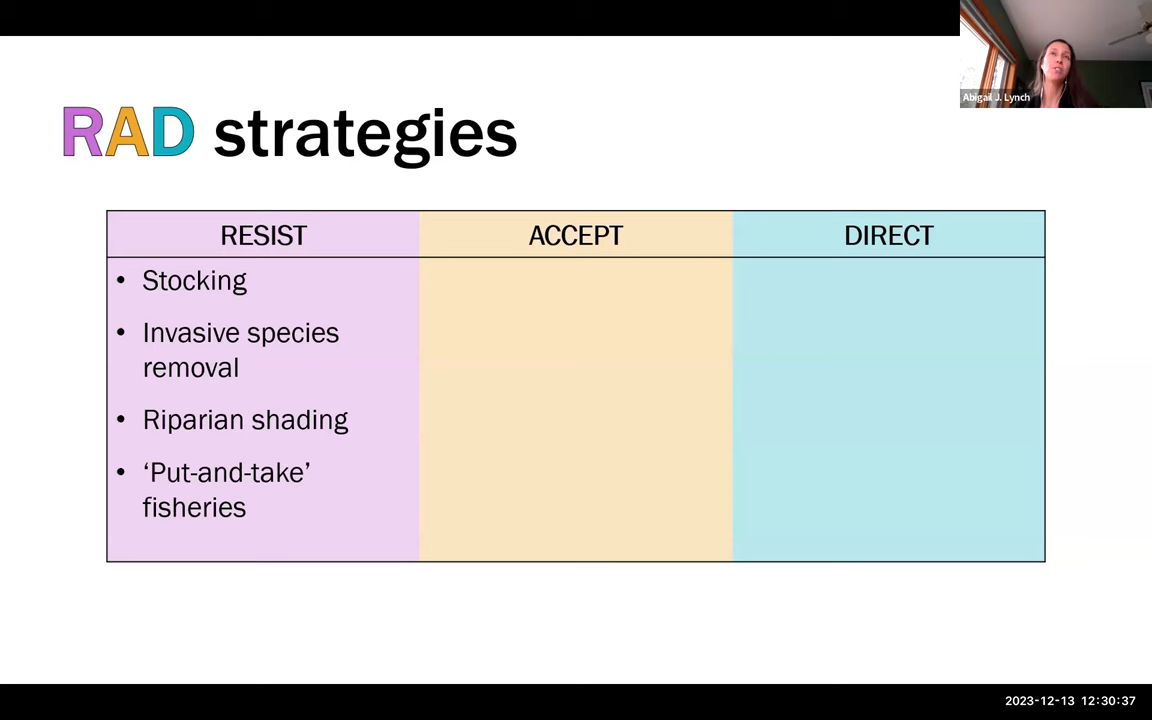 Abigail J. Lynch
RAD strategies
RESIST
ACCEPT
DIRECT
• Stocking
• Invasive species
removal
• Riparian shading
• ‘Put-and-take’
fisheries
2023-12-13 12:30:37